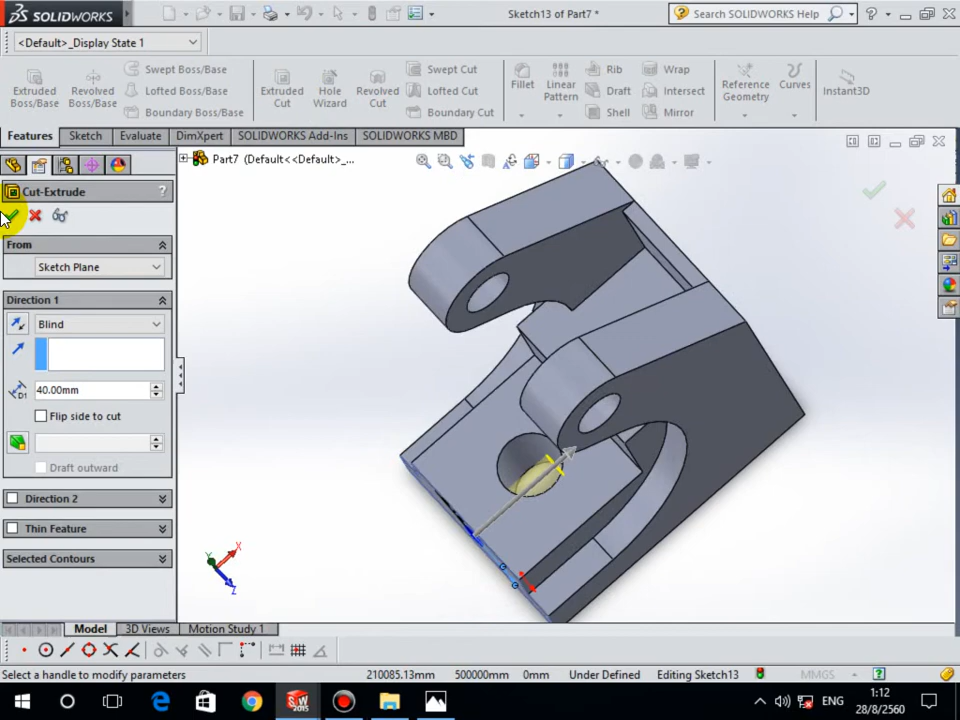 SOLIDWORKS
Sketch13 of Part7 *
Search SOLIDWORKS Help
<Default>_Display State 1
Extruded Boss/Base
Revolved Boss/Base
Swept Boss/Base
Lofted Boss/Base
Boundary Boss/Base
Extruded Cut
Hole Wizard
Revolved Cut
Swept Cut
Lofted Cut
Boundary Cut
Fillet
Linear Pattern
Rib
Draft
Shell
Wrap
Intersect
Mirror
Reference Geometry
Curves
Instant3D
Features
Sketch
Evaluate
DimXpert
SOLIDWORKS Add-Ins
SOLIDWORKS MBD
Part7 (Default<<Default>_...
Cut-Extrude
?
From
Sketch Plane
Direction 1
Blind
D1
40.00mm
Flip side to cut
Draft outward
Direction 2
Thin Feature
Selected Contours
Y
X
Z
Model
3D Views
Motion Study 1
Select a handle to modify parameters
210085.13mm
500000mm
0mm
Under Defined
Editing Sketch13
MMGS
?
SW
2015
ENG
1:12
28/8/2560